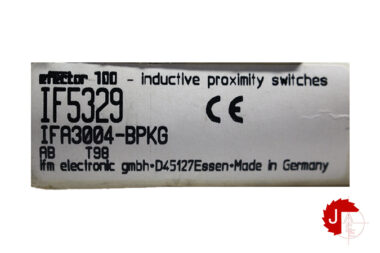 efector 100 - inductive proximity switches
IF5329
CE
IFA3004-BPKG
AB T98
ifm electronic gmbh•D45127Essen•Made in Germany
J